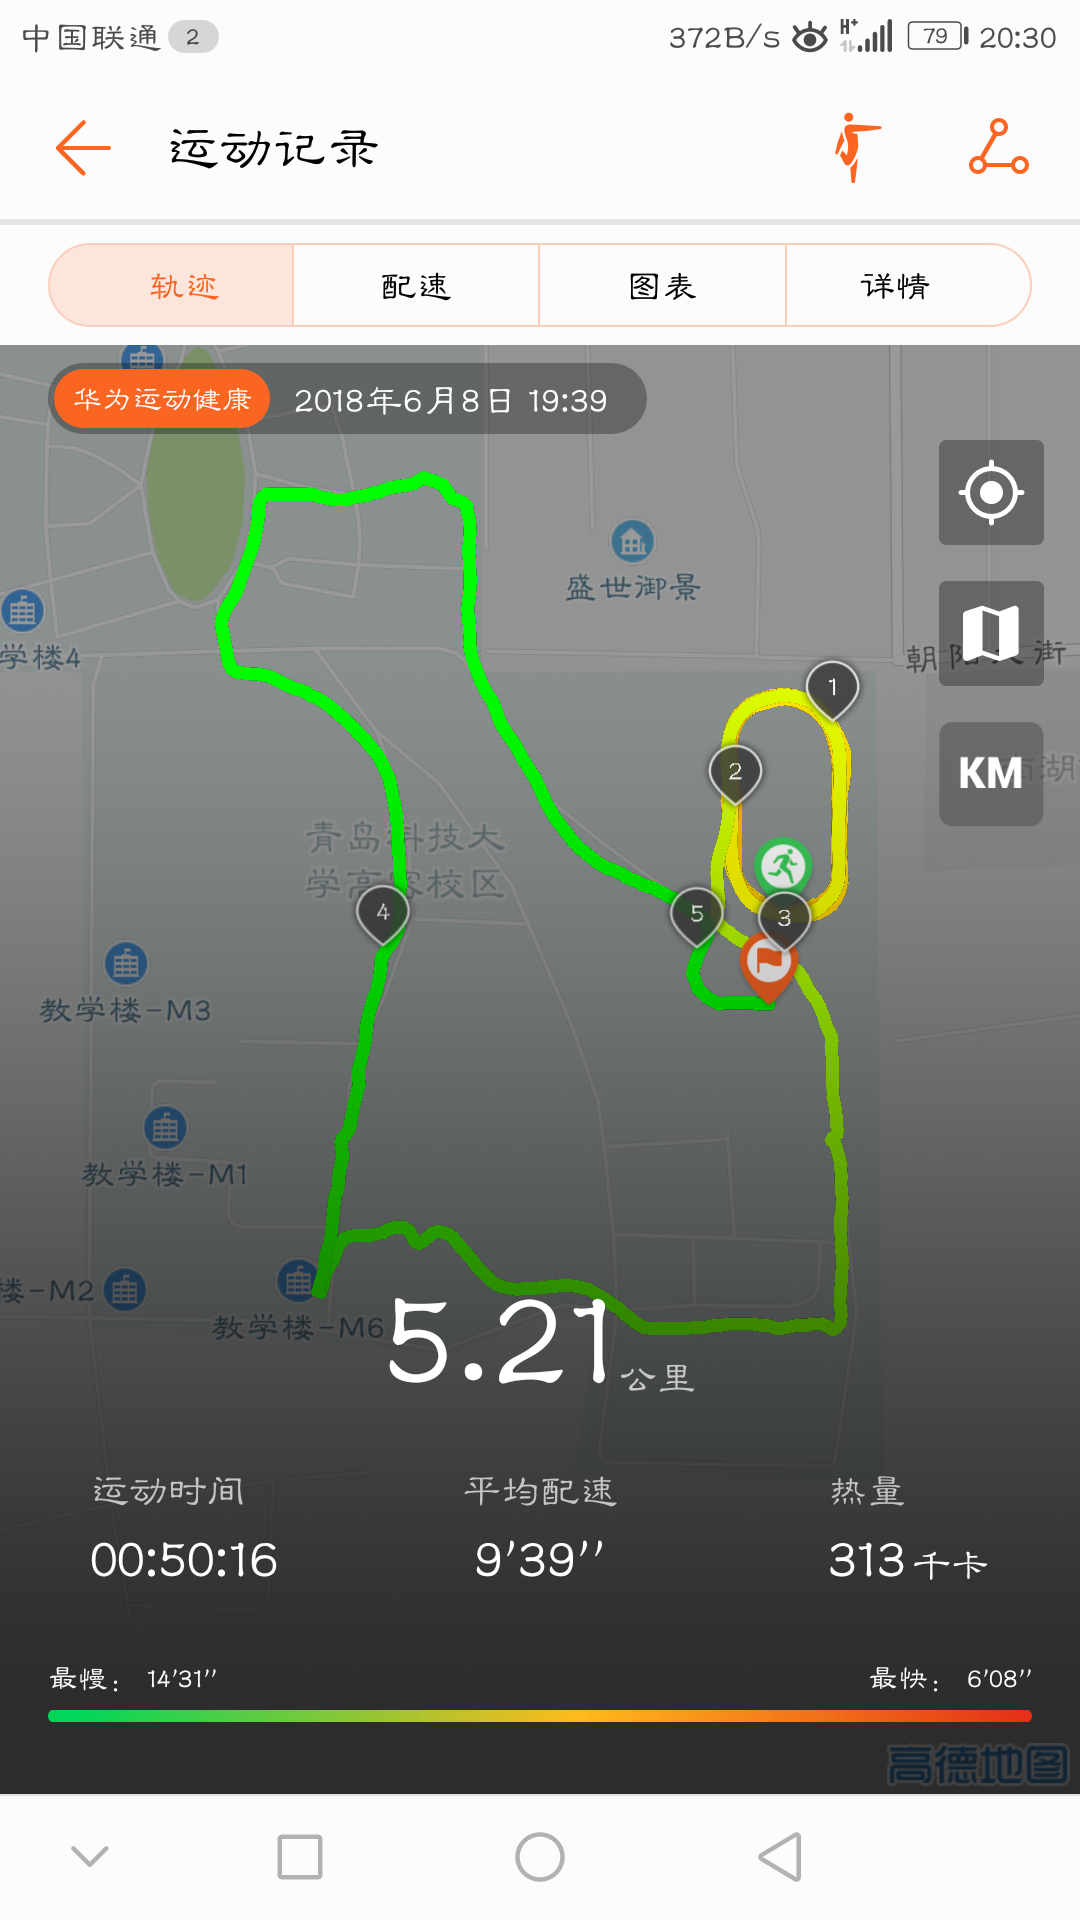 中国联通 2 372B/s H+ 79 20:30
运动记录
轨迹 配速 图表 详情
华为运动健康 2018年6月8日 19:39
盛世御景
学楼4
朝阳大街
1
2
KM
南湖
青岛科技大
学高密校区
4
5
3
教学楼-M3
教学楼-M1
楼-M2
教学楼-M6
5.21公里
运动时间 平均配速 热量
00:50:16 9'39'' 313千卡
最慢： 14'31'' 最快： 6'08''
高德地图